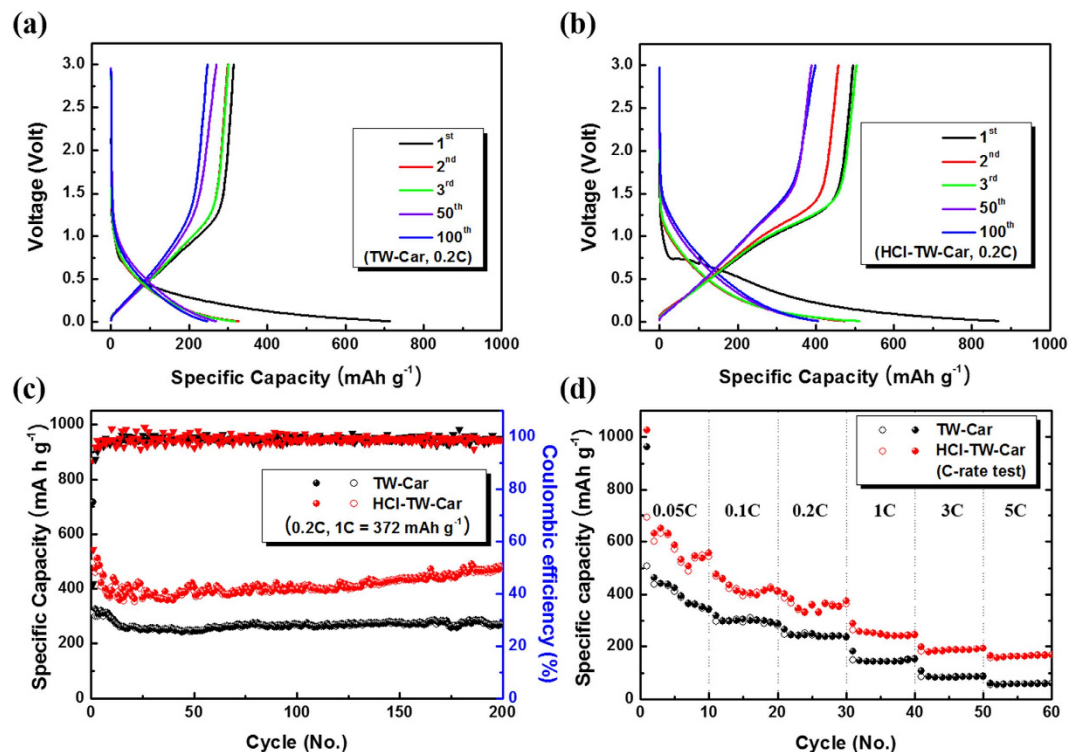 (a)
3.0
2.5
2.0
1.5
1.0
0.5
0.0
Voltage (Volt)
1st
2nd
3rd
50th
100th
(TW-Car, 0.2C)
0 200 400 600 800 1000
Specific Capacity (mAh g-1)
(b)
3.0
2.5
2.0
1.5
1.0
0.5
0.0
Voltage (Volt)
1st
2nd
3rd
50th
100th
(HCl-TW-Car, 0.2C)
0 200 400 600 800 1000
Specific Capacity (mAh g-1)
(c)
1000
800
600
400
200
0
Specific Capacity (mA h g-1)
TW-Car
HCl-TW-Car
(0.2C, 1C = 372 mAh g-1)
100
80
60
40
20
0
Coulombic efficiency (%)
0 50 100 150 200
Cycle (No.)
(d)
1000
800
600
400
200
0
Specific Capacity (mAh g-1)
TW-Car
HCl-TW-Car
(C-rate test)
0.05C 0.1C 0.2C 1C 3C 5C
0 10 20 30 40 50 60
Cycle (No.)